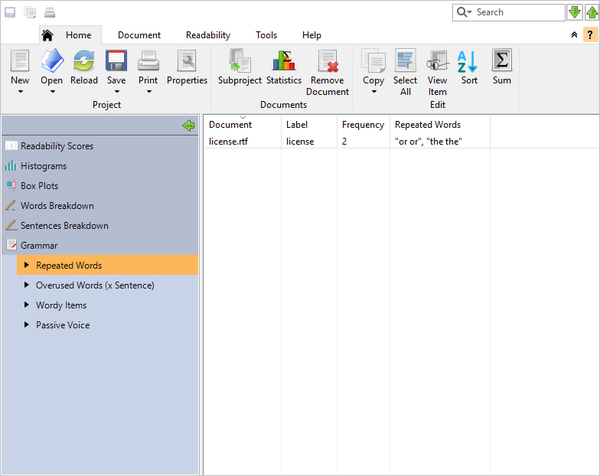 Search
Home Document Readability Tools Help ?
New Open Reload Save Print Properties Subproject Statistics Remove Document Copy Select All View Item Sort Sum
Project Documents Edit
Document Label Frequency Repeated Words
license.rtf license 2 "or or", "the the"
Readability Scores
Histograms
Box Plots
Words Breakdown
Sentences Breakdown
Grammar
Repeated Words
Overused Words (x Sentence)
Wordy Items
Passive Voice